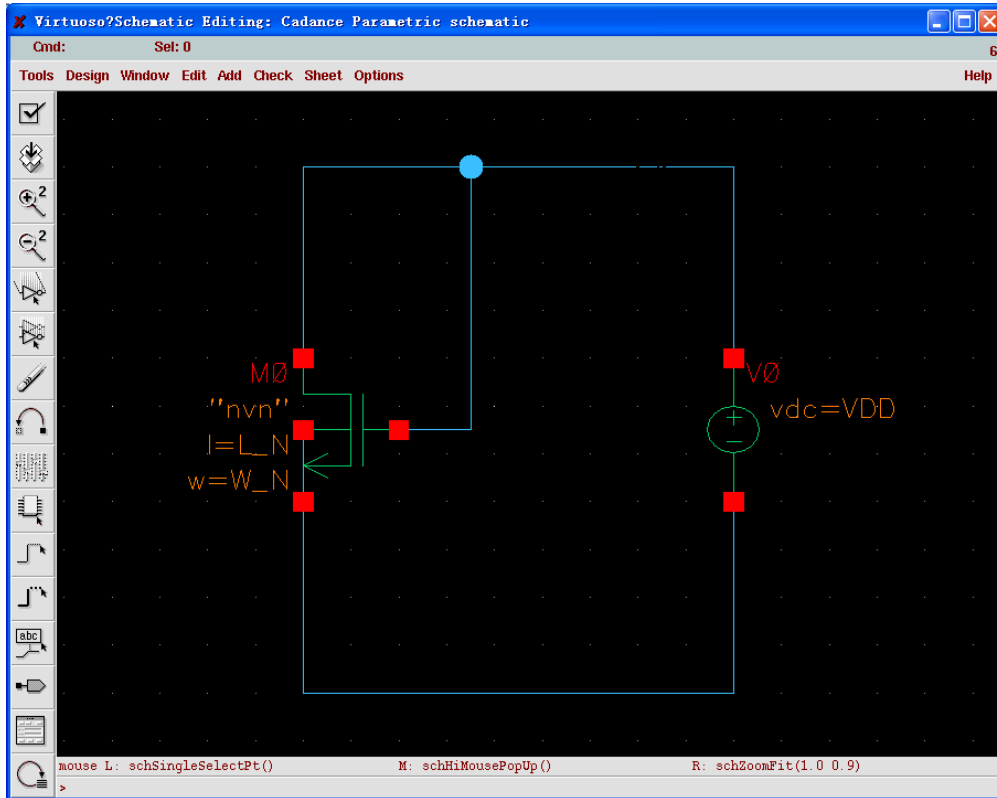 Virtuoso?Schematic Editing: Cadance Parametric schematic
Cmd: Sel: 0 6
Tools Design Window Edit Add Check Sheet Options Help
2
2
abc
M0
"nvn"
l=L_N
w=W_N
V0
vdc=VDD
mouse L: schSingleSelectPt() M: schHiMousePopUp() R: schZoomFit(1.0 0.9)
>